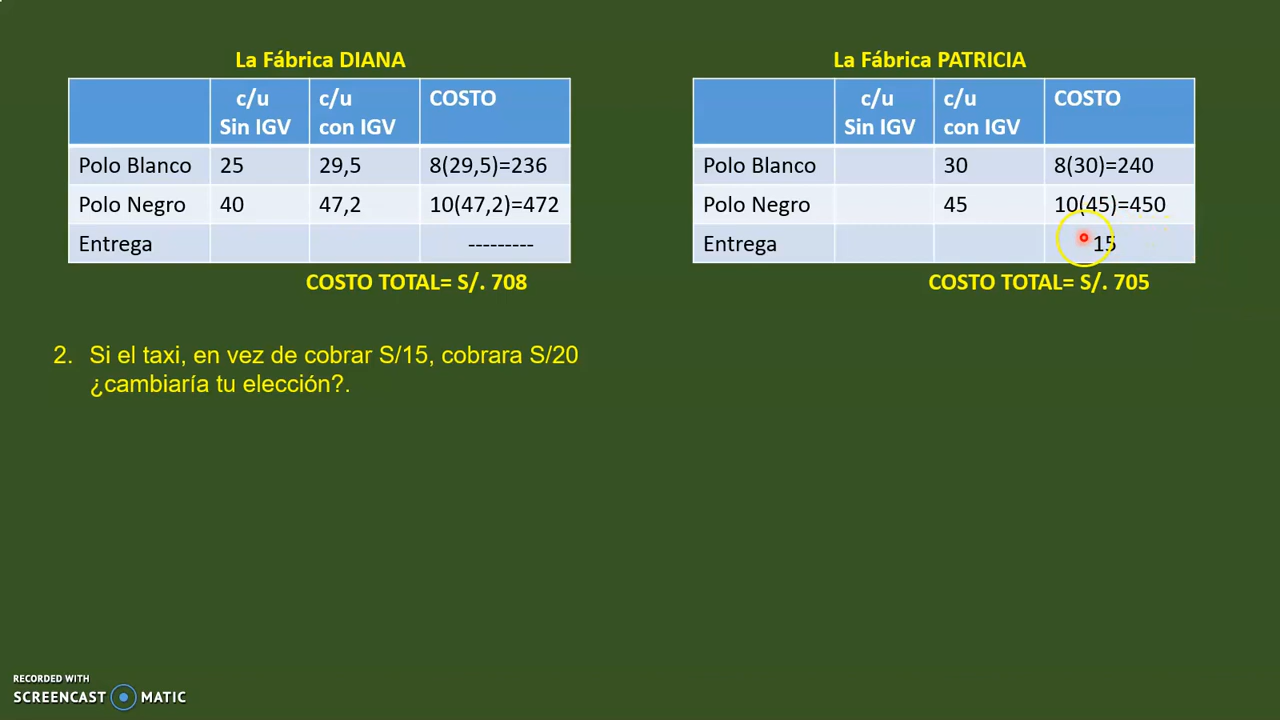 La Fábrica DIANA
c/u Sin IGV | c/u con IGV | COSTO
Polo Blanco | 25 | 29,5 | 8(29,5)=236
Polo Negro | 40 | 47,2 | 10(47,2)=472
Entrega | ---------
COSTO TOTAL= S/. 708
La Fábrica PATRICIA
c/u Sin IGV | c/u con IGV | COSTO
Polo Blanco | 30 | 8(30)=240
Polo Negro | 45 | 10(45)=450
Entrega | 15
COSTO TOTAL= S/. 705
2. Si el taxi, en vez de cobrar S/15, cobrara S/20
¿cambiaría tu elección?.
RECORDED WITH
SCREENCAST MATIC